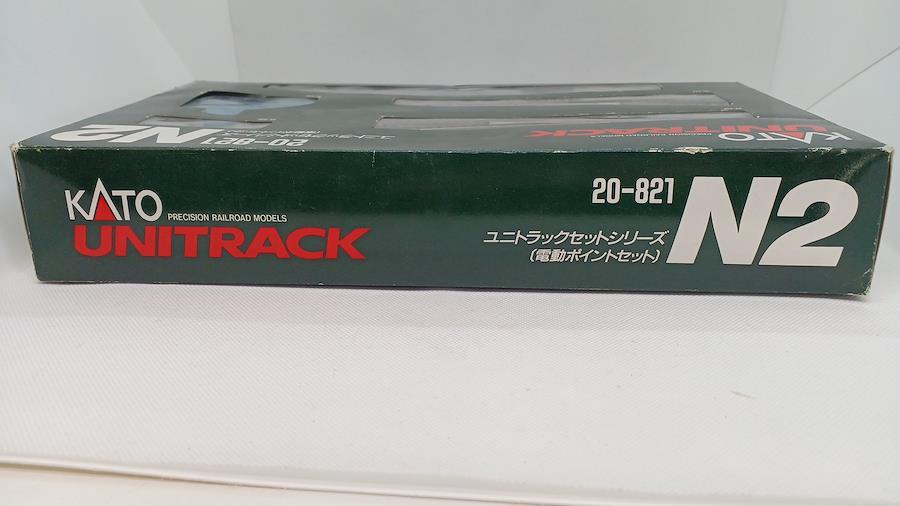 KATO
PRECISION RAILROAD MODELS
UNITRACK
20-821
ユニトラックセットシリーズ
(電動ポイントセット)
N2
KATO
UNITRACK
20-821
N2